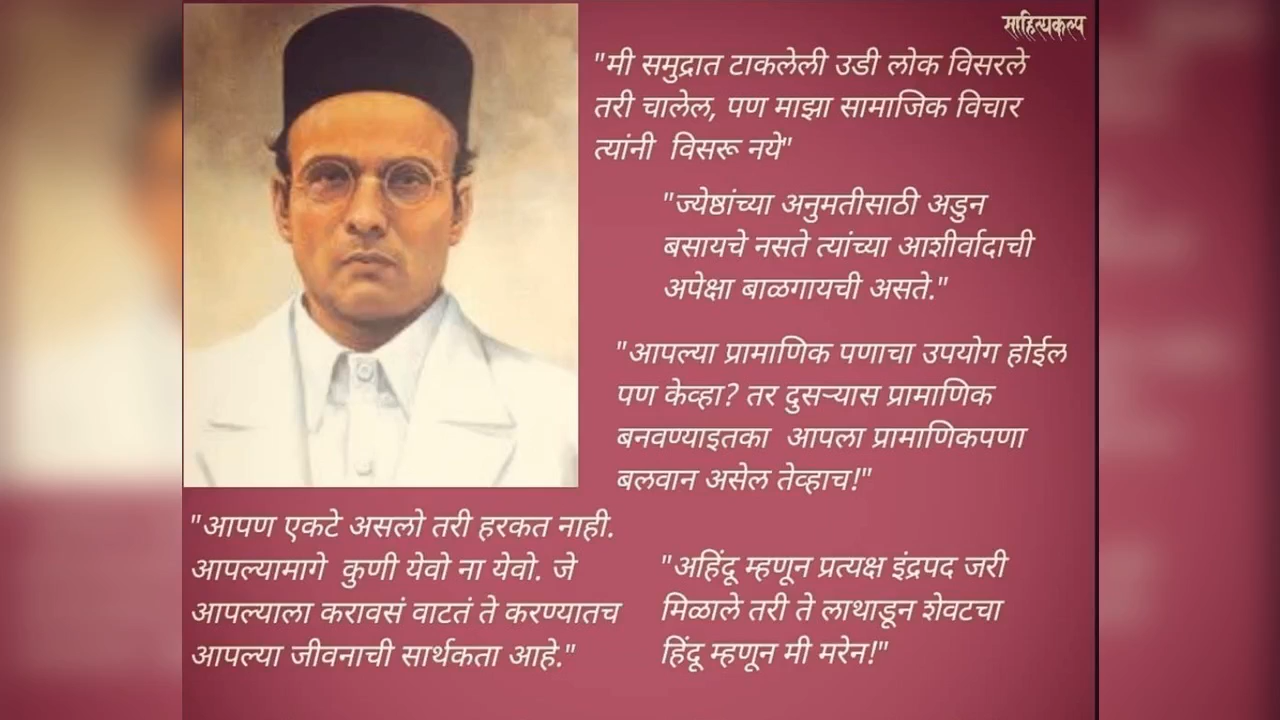 साहित्यकल्प
"मी समुद्रात टाकलेली उडी लोक विसरले
तरी चालेल, पण माझा सामाजिक विचार
त्यांनी विसरू नये"
"ज्येष्ठांच्या अनुमतीसाठी अडुन
बसायचे नसते त्यांच्या आशीर्वादाची
अपेक्षा बाळगायची असते."
"आपल्या प्रामाणिक पणाचा उपयोग होईल
पण केव्हा? तर दुसऱ्यास प्रामाणिक
बनवण्याइतका आपला प्रामाणिकपणा
बलवान असेल तेव्हाच!"
"आपण एकटे असलो तरी हरकत नाही.
आपल्यामागे कुणी येवो ना येवो. जे
आपल्याला करावसं वाटतं ते करण्यातच
आपल्या जीवनाची सार्थकता आहे."
"अहिंदू म्हणून प्रत्यक्ष इंद्रपद जरी
मिळाले तरी ते लाथाडून शेवटचा
हिंदू म्हणून मी मरेन!"